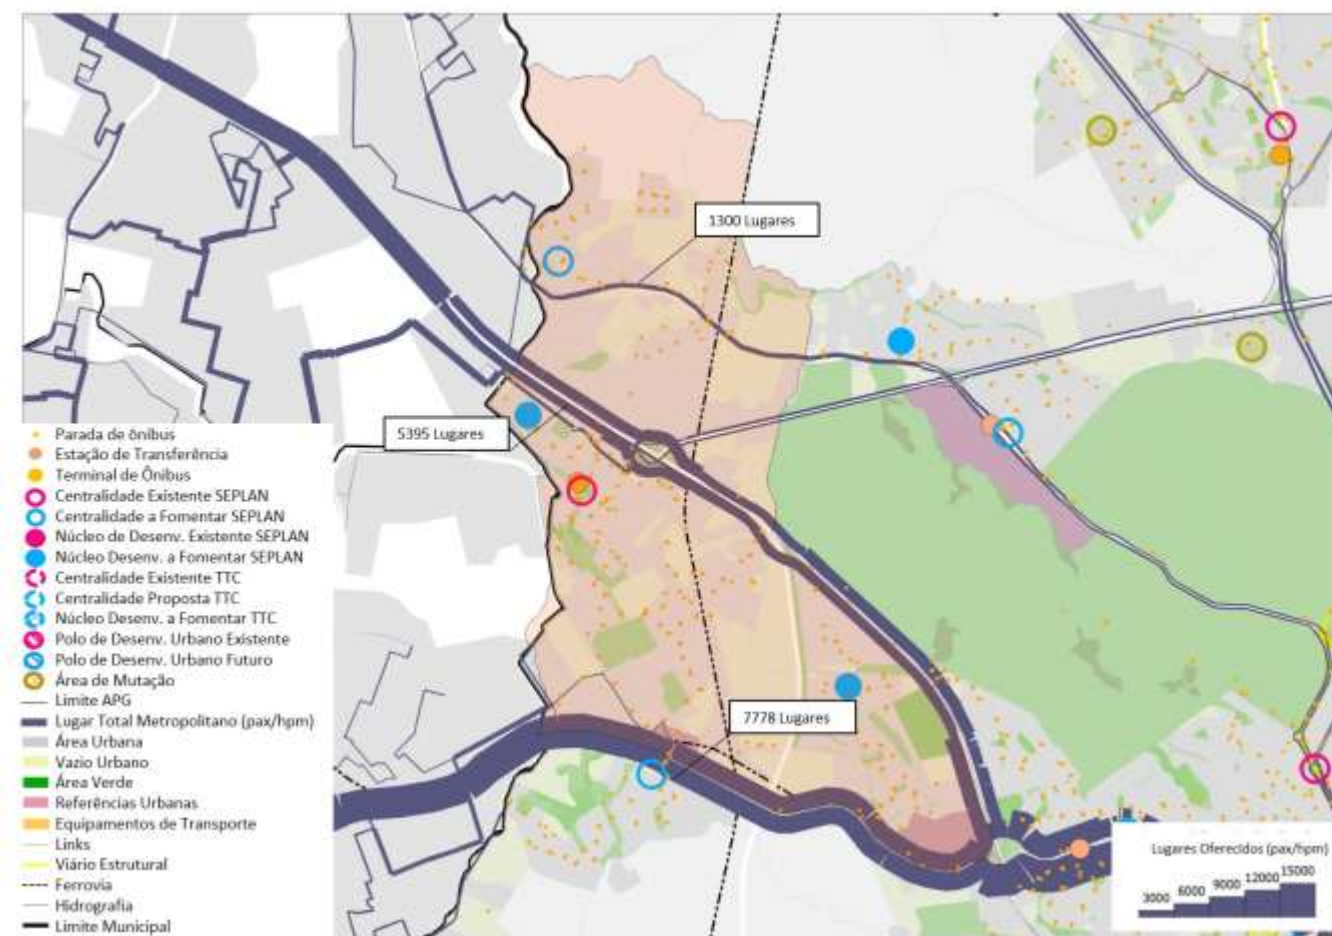 1300 Lugares
5395 Lugares
7778 Lugares
Parada de ônibus
Estação de Transferência
Terminal de Ônibus
Centralidade Existente SEPLAN
Centralidade a Fomentar SEPLAN
Núcleo de Desenv. Existente SEPLAN
Núcleo Desenv. a Fomentar SEPLAN
Centralidade Existente TTC
Centralidade Proposta TTC
Núcleo Desenv. a Fomentar TTC
Polo de Desenv. Urbano Existente
Polo de Desenv. Urbano Futuro
Área de Mutação
Limite APG
Lugar Total Metropolitano (pax/hpm)
Área Urbana
Vazio Urbano
Área Verde
Referências Urbanas
Equipamentos de Transporte
Links
Viário Estrutural
Ferrovia
Hidrografia
Limite Municipal
Lugares Oferecidos (pax/hpm)
3000 6000 9000 12000 15000